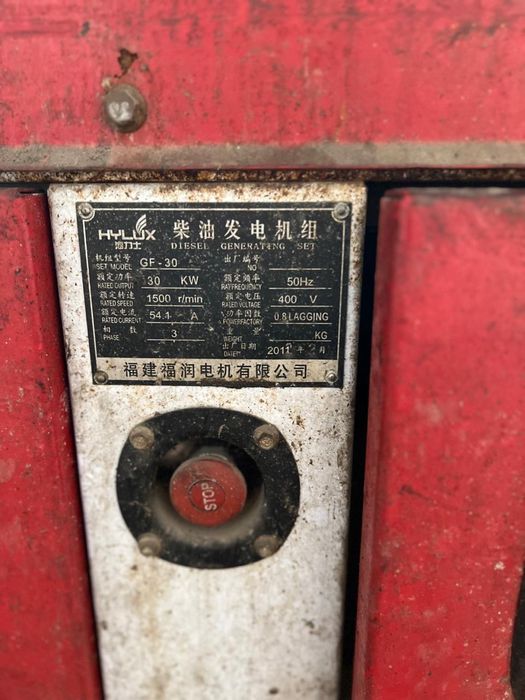 HYLUX 柴油发电机组
海力士 DIESEL GENERATING SET
机组型号 GF-30 出厂编号
SET MODEL NO
额定功率 30 KW 额定频率 50Hz
RATED OUTPUT RATFREQUENCY
额定转速 1500 r/min 额定电压 400 V
RATED SPEED RATED VOLTAGE
额定电流 54.1 A 功率因数 0.8 LAGGING
RATED CURRENT POWERFACTORY
相数 3 重量 KG
PHASE WEIGHT
出厂日期 2011 年 月
DATE
福建福润电机有限公司
STOP